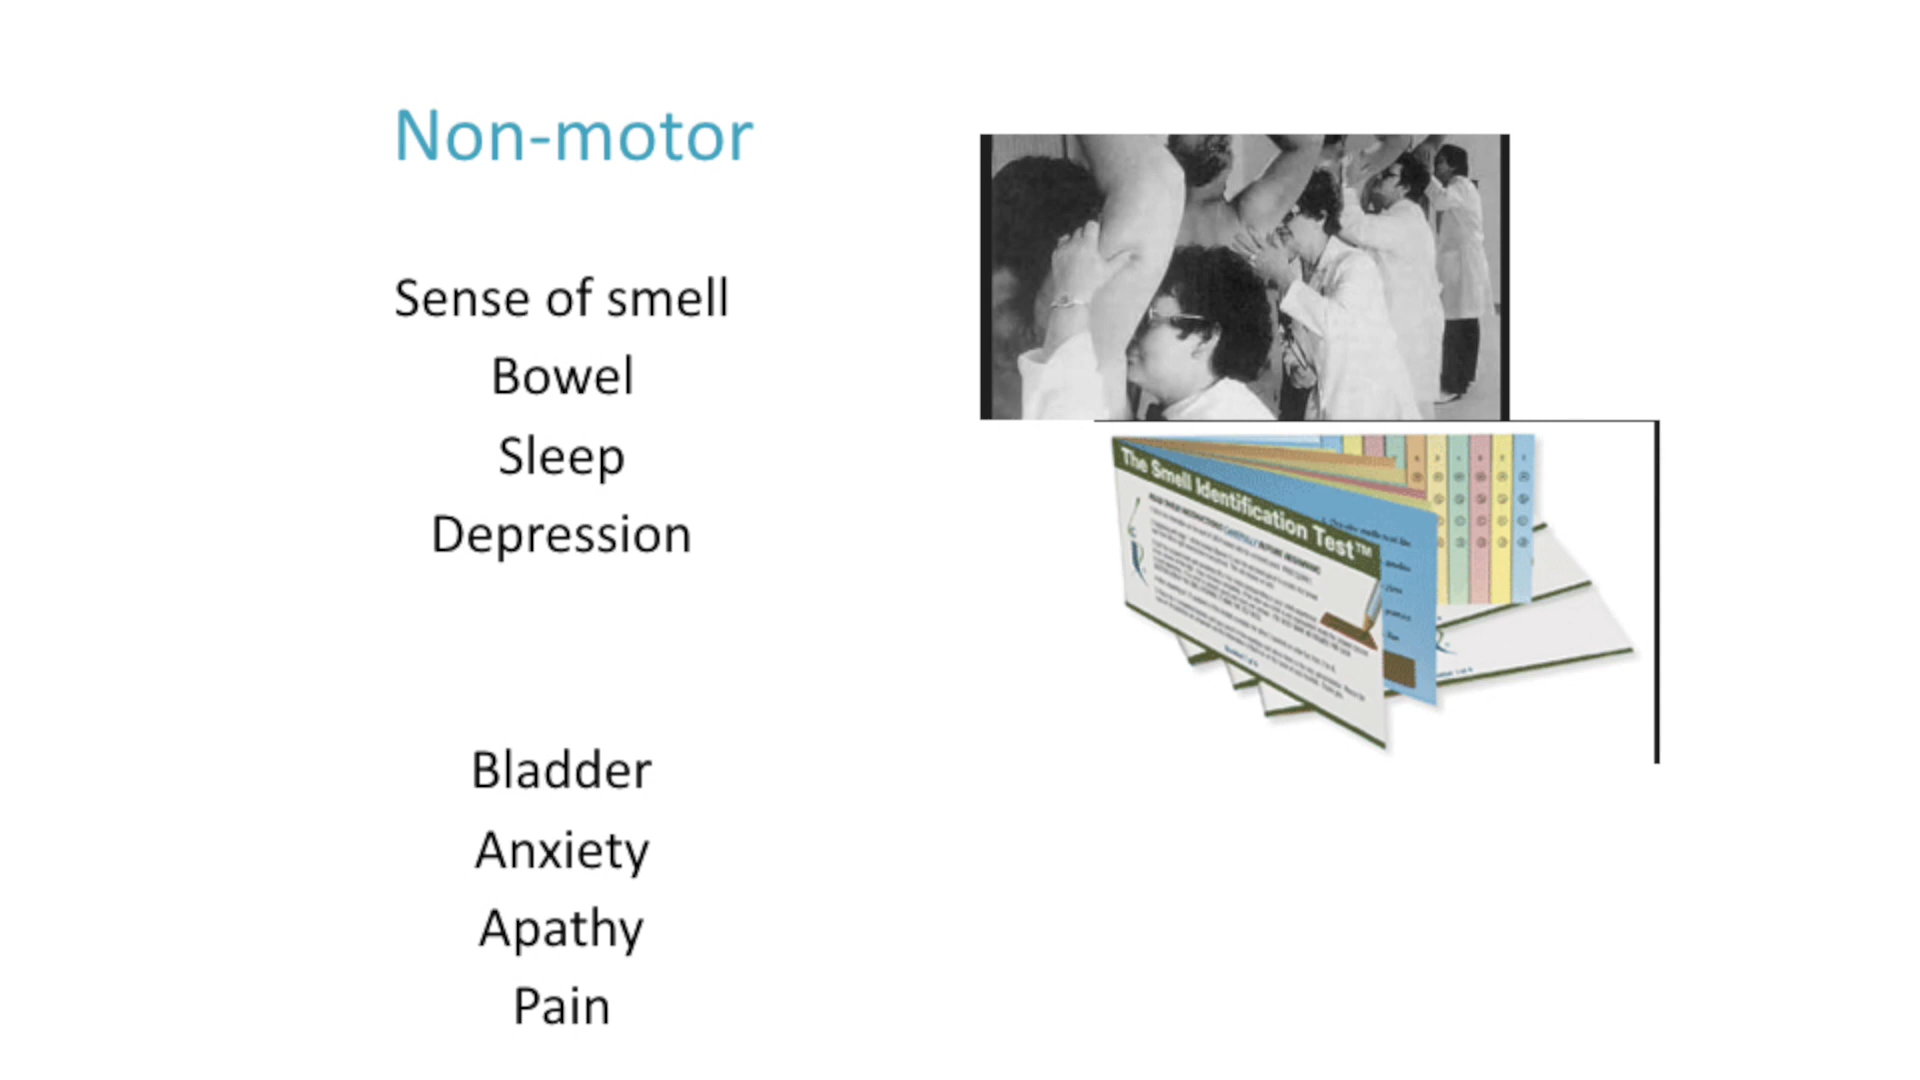 Non-motor
Sense of smell
Bowel
Sleep
Depression
Bladder
Anxiety
Apathy
Pain
The Smell Identification Test™